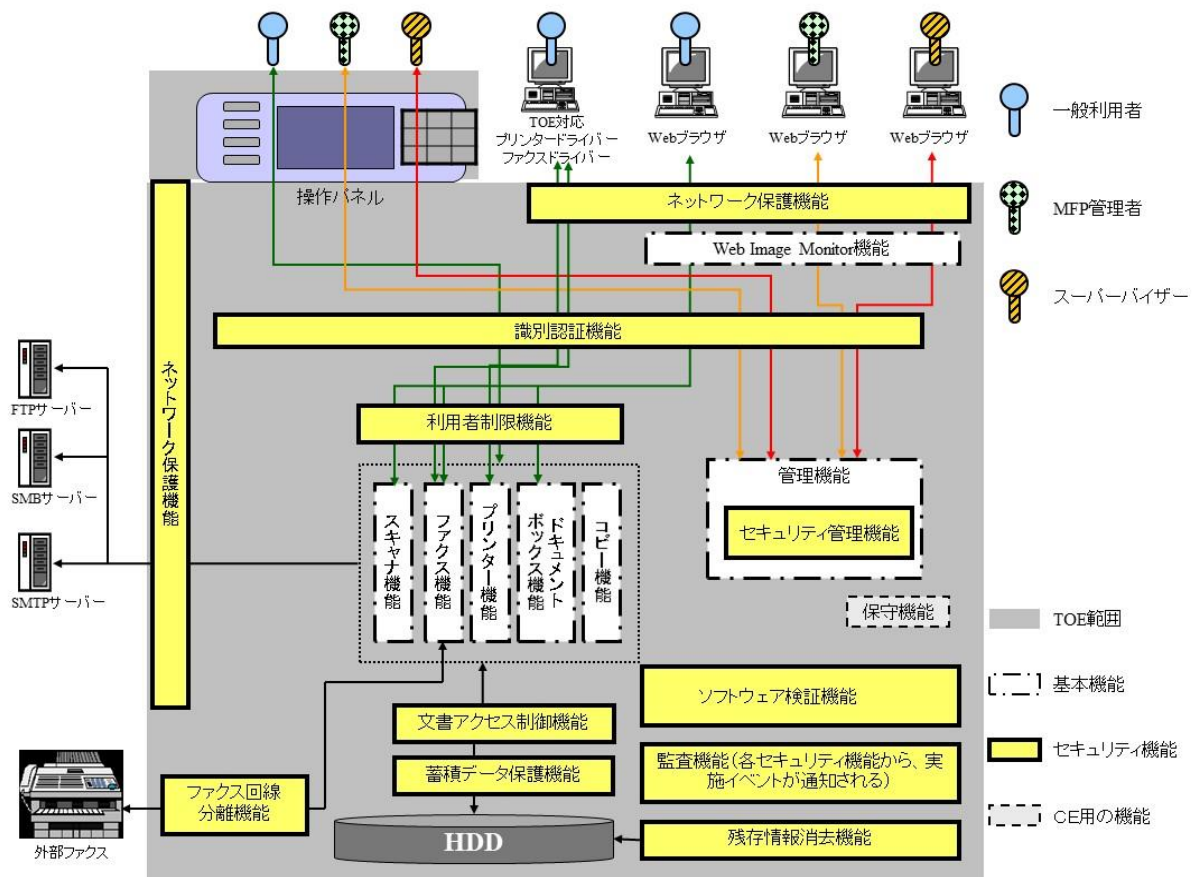 TOE対応
プリンタードライバー
ファクスドライバー
Webブラウザ
Webブラウザ
Webブラウザ
一般利用者
操作パネル
ネットワーク保護機能
MFP管理者
Web Image Monitor機能
スーパーバイザー
識別認証機能
ネットワーク保護機能
FTPサーバー
SMBサーバー
SMTPサーバー
利用者制限機能
スキャナ機能
ファクス機能
プリンター機能
ドキュメント
ボックス機能
コピー機能
管理機能
セキュリティ管理機能
保守機能
TOE範囲
基本機能
セキュリティ機能
CE用の機能
ソフトウェア検証機能
文書アクセス制御機能
監査機能(各セキュリティ機能から、実
施イベントが通知される)
蓄積データ保護機能
ファクス回線
分離機能
外部ファクス
HDD
残存情報消去機能